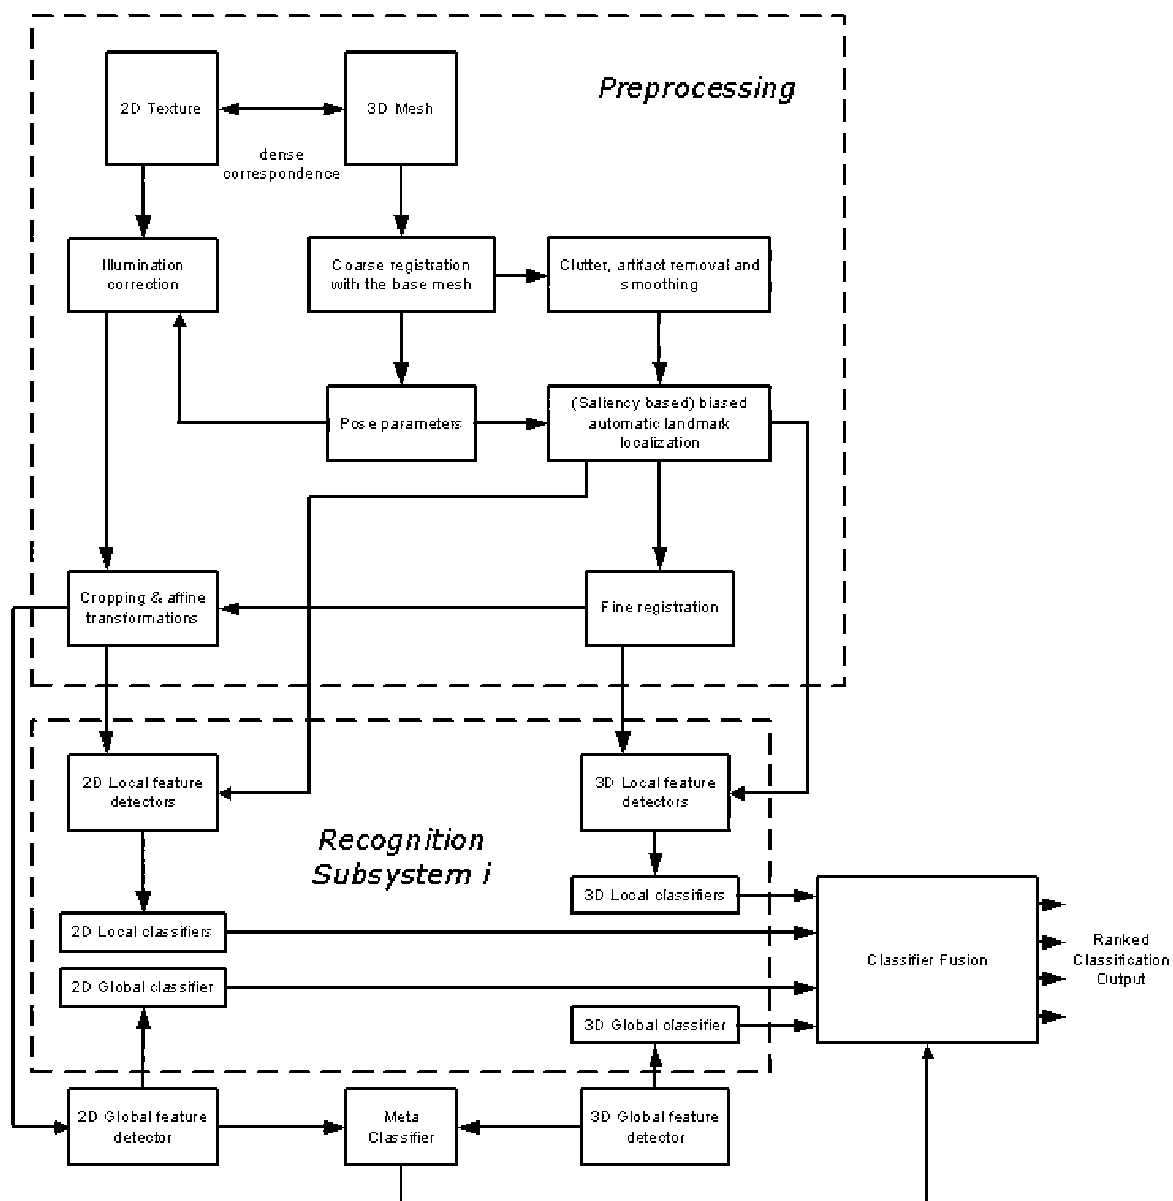 Preprocessing
2D Texture
3D Mesh
dense
correspondence
Illumination
correction
Coarse registration
with the base mesh
Clutter, artifact removal and
smoothing
Pose parameters
(Saliency based) biased
automatic landmark
localization
Cropping & affine
transformations
Fine registration
2D Local feature
detectors
3D Local feature
detectors
Recognition
Subsystem i
3D Local classifiers
2D Local classifiers
2D Global classifier
3D Global classifier
Classifier Fusion
Ranked
Classification
Output
2D Global feature
detector
Meta
Classifier
3D Global feature
detector